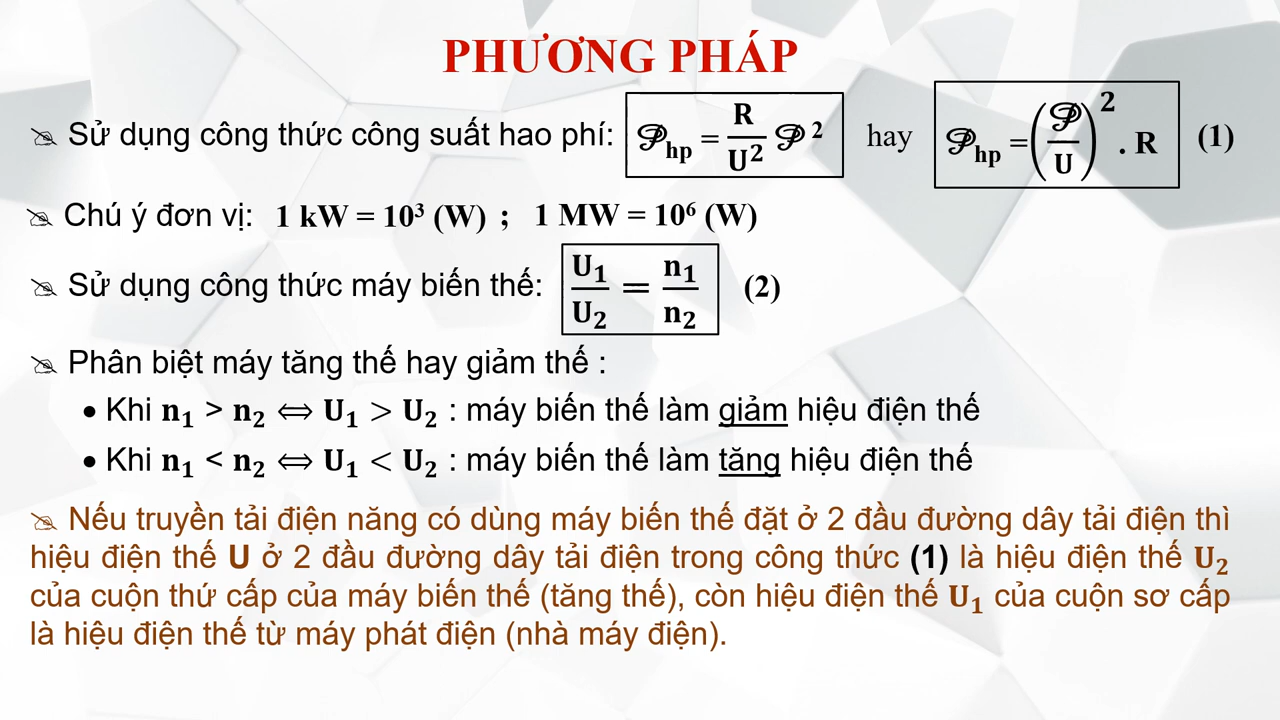 PHƯƠNG PHÁP
✍ Sử dụng công thức công suất hao phí: 𝒫hp = R/U² 𝒫² hay 𝒫hp = (𝒫/U)² . R (1)
✍ Chú ý đơn vị: 1 kW = 10³ (W) ; 1 MW = 10⁶ (W)
✍ Sử dụng công thức máy biến thế: U₁/U₂ = n₁/n₂ (2)
✍ Phân biệt máy tăng thế hay giảm thế :
• Khi n₁ > n₂ ⟺ U₁ > U₂ : máy biến thế làm giảm hiệu điện thế
• Khi n₁ < n₂ ⟺ U₁ < U₂ : máy biến thế làm tăng hiệu điện thế
✍ Nếu truyền tải điện năng có dùng máy biến thế đặt ở 2 đầu đường dây tải điện thì
hiệu điện thế U ở 2 đầu đường dây tải điện trong công thức (1) là hiệu điện thế U₂
của cuộn thứ cấp của máy biến thế (tăng thế), còn hiệu điện thế U₁ của cuộn sơ cấp
là hiệu điện thế từ máy phát điện (nhà máy điện).